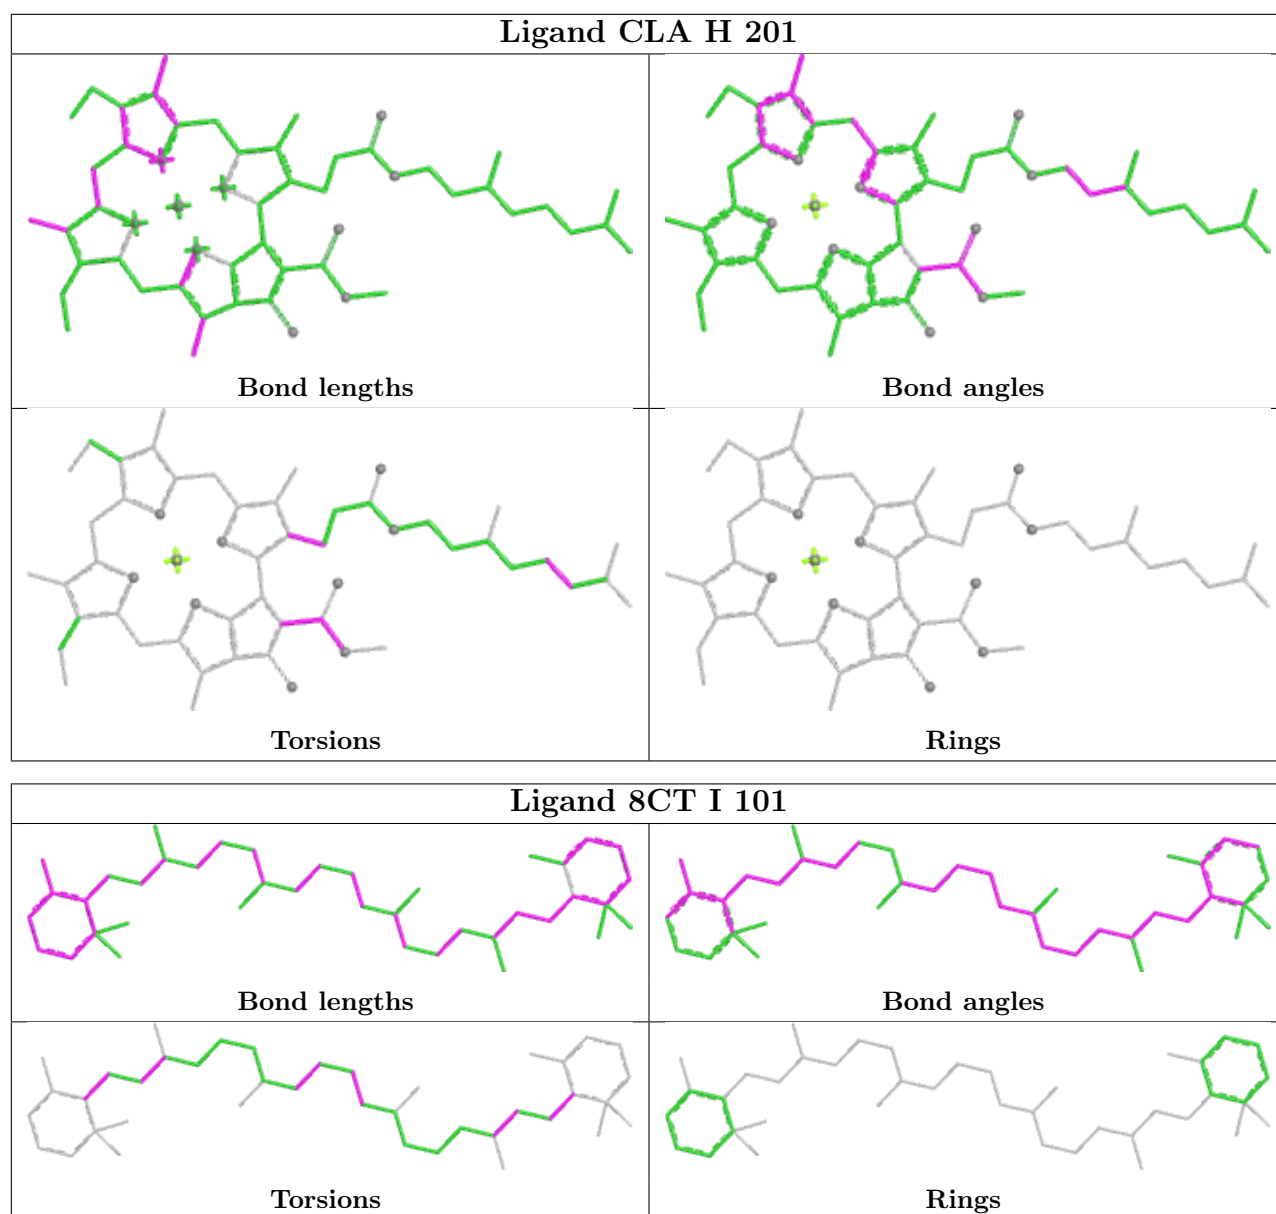 Ligand CLA H 201
Bond lengths
Bond angles
Torsions
Rings
Ligand 8CT I 101
Bond lengths
Bond angles
Torsions
Rings